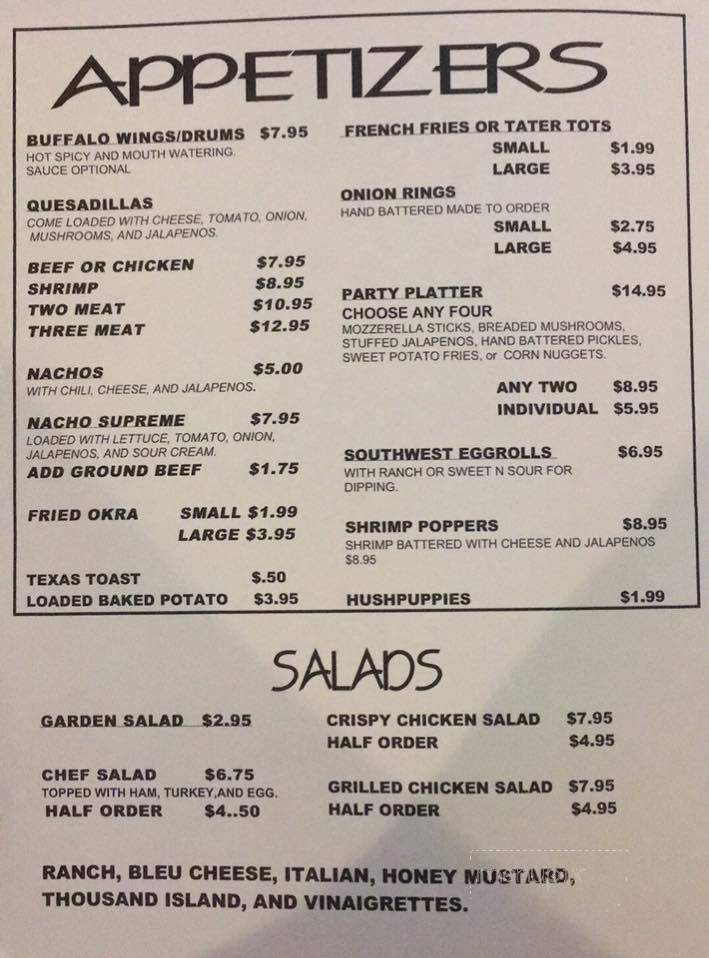 APPETIZERS
BUFFALO WINGS/DRUMS $7.95
HOT SPICY AND MOUTH WATERING.
SAUCE OPTIONAL
QUESADILLAS
COME LOADED WITH CHEESE, TOMATO, ONION,
MUSHROOMS, AND JALAPENOS.
BEEF OR CHICKEN $7.95
SHRIMP $8.95
TWO MEAT $10.95
THREE MEAT $12.95
NACHOS $5.00
WITH CHILI, CHEESE, AND JALAPENOS.
NACHO SUPREME $7.95
LOADED WITH LETTUCE, TOMATO, ONION,
JALAPENOS, AND SOUR CREAM.
ADD GROUND BEEF $1.75
FRIED OKRA SMALL $1.99
LARGE $3.95
TEXAS TOAST $.50
LOADED BAKED POTATO $3.95
FRENCH FRIES OR TATER TOTS
SMALL $1.99
LARGE $3.95
ONION RINGS
HAND BATTERED MADE TO ORDER
SMALL $2.75
LARGE $4.95
PARTY PLATTER $14.95
CHOOSE ANY FOUR
MOZZERELLA STICKS, BREADED MUSHROOMS,
STUFFED JALAPENOS, HAND BATTERED PICKLES,
SWEET POTATO FRIES, or CORN NUGGETS.
ANY TWO $8.95
INDIVIDUAL $5.95
SOUTHWEST EGGROLLS $6.95
WITH RANCH OR SWEET N SOUR FOR
DIPPING.
SHRIMP POPPERS $8.95
SHRIMP BATTERED WITH CHEESE AND JALAPENOS
$8.95
HUSHPUPPIES $1.99
SALADS
GARDEN SALAD $2.95
CHEF SALAD $6.75
TOPPED WITH HAM, TURKEY,AND EGG.
HALF ORDER $4..50
CRISPY CHICKEN SALAD $7.95
HALF ORDER $4.95
GRILLED CHICKEN SALAD $7.95
HALF ORDER $4.95
RANCH, BLEU CHEESE, ITALIAN, HONEY MUSTARD,
THOUSAND ISLAND, AND VINAIGRETTES.